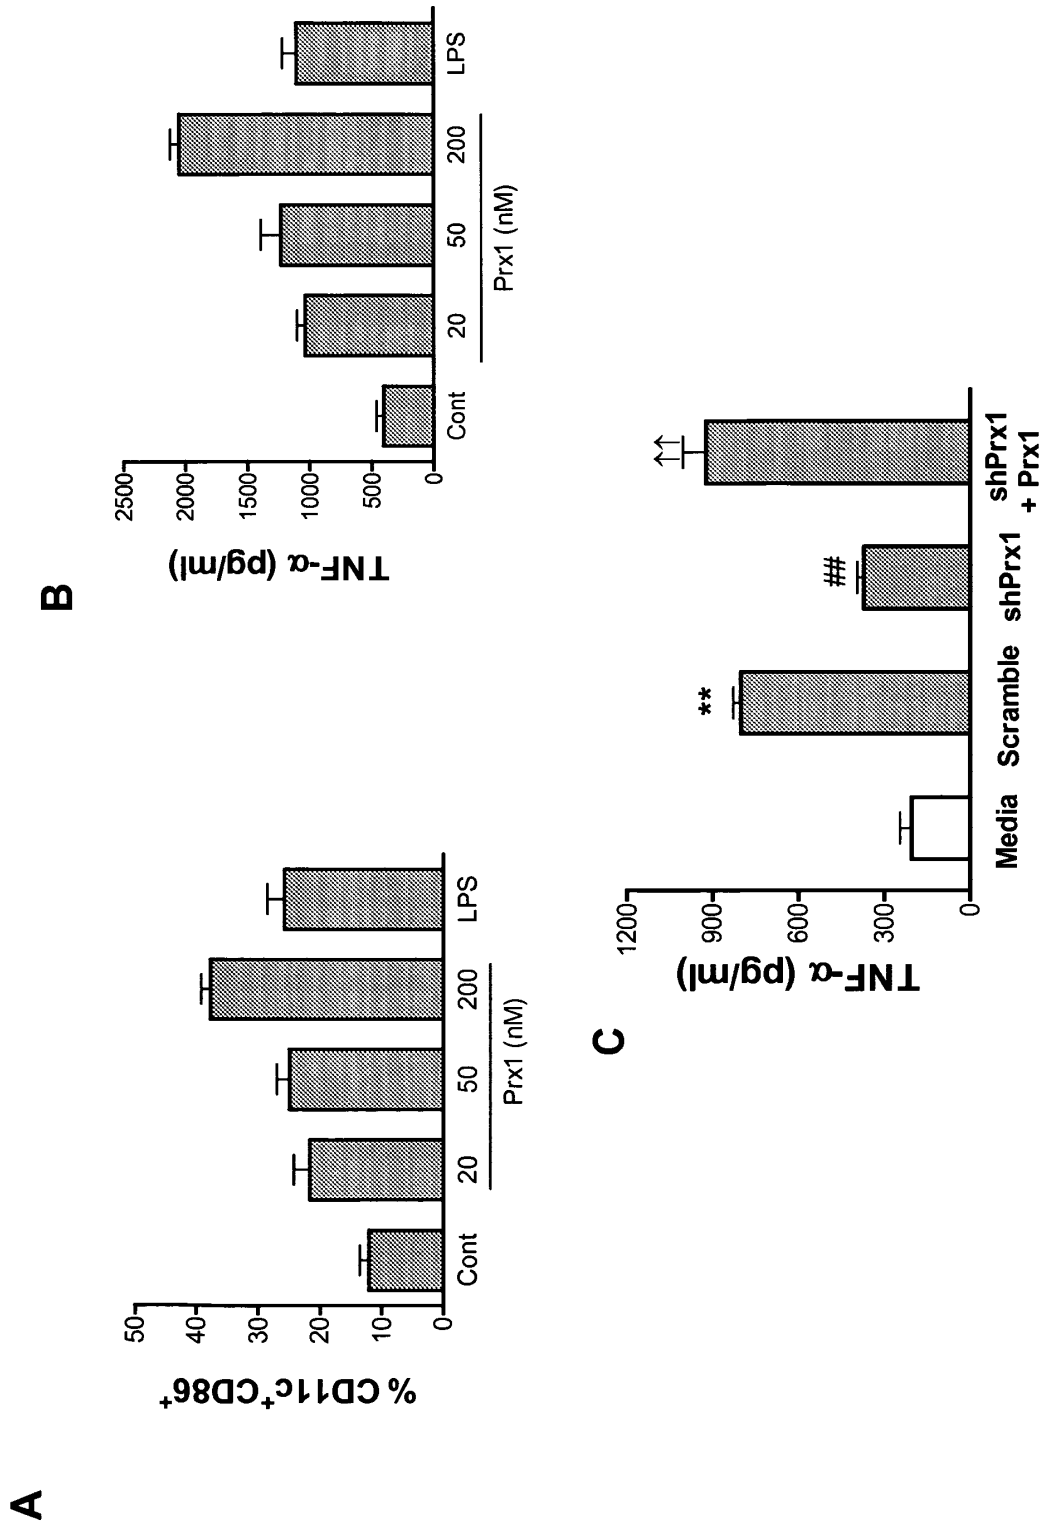 A
% CD11c⁺CD86⁺
50
40
30
20
10
0
Cont
20
50
200
LPS
Prx1 (nM)
B
TNF-α (pg/ml)
2500
2000
1500
1000
500
0
Cont
20
50
200
LPS
Prx1 (nM)
C
TNF-α (pg/ml)
1200
900
600
300
0
**
##
↑↑
Media
Scramble
shPrx1
shPrx1
+ Prx1